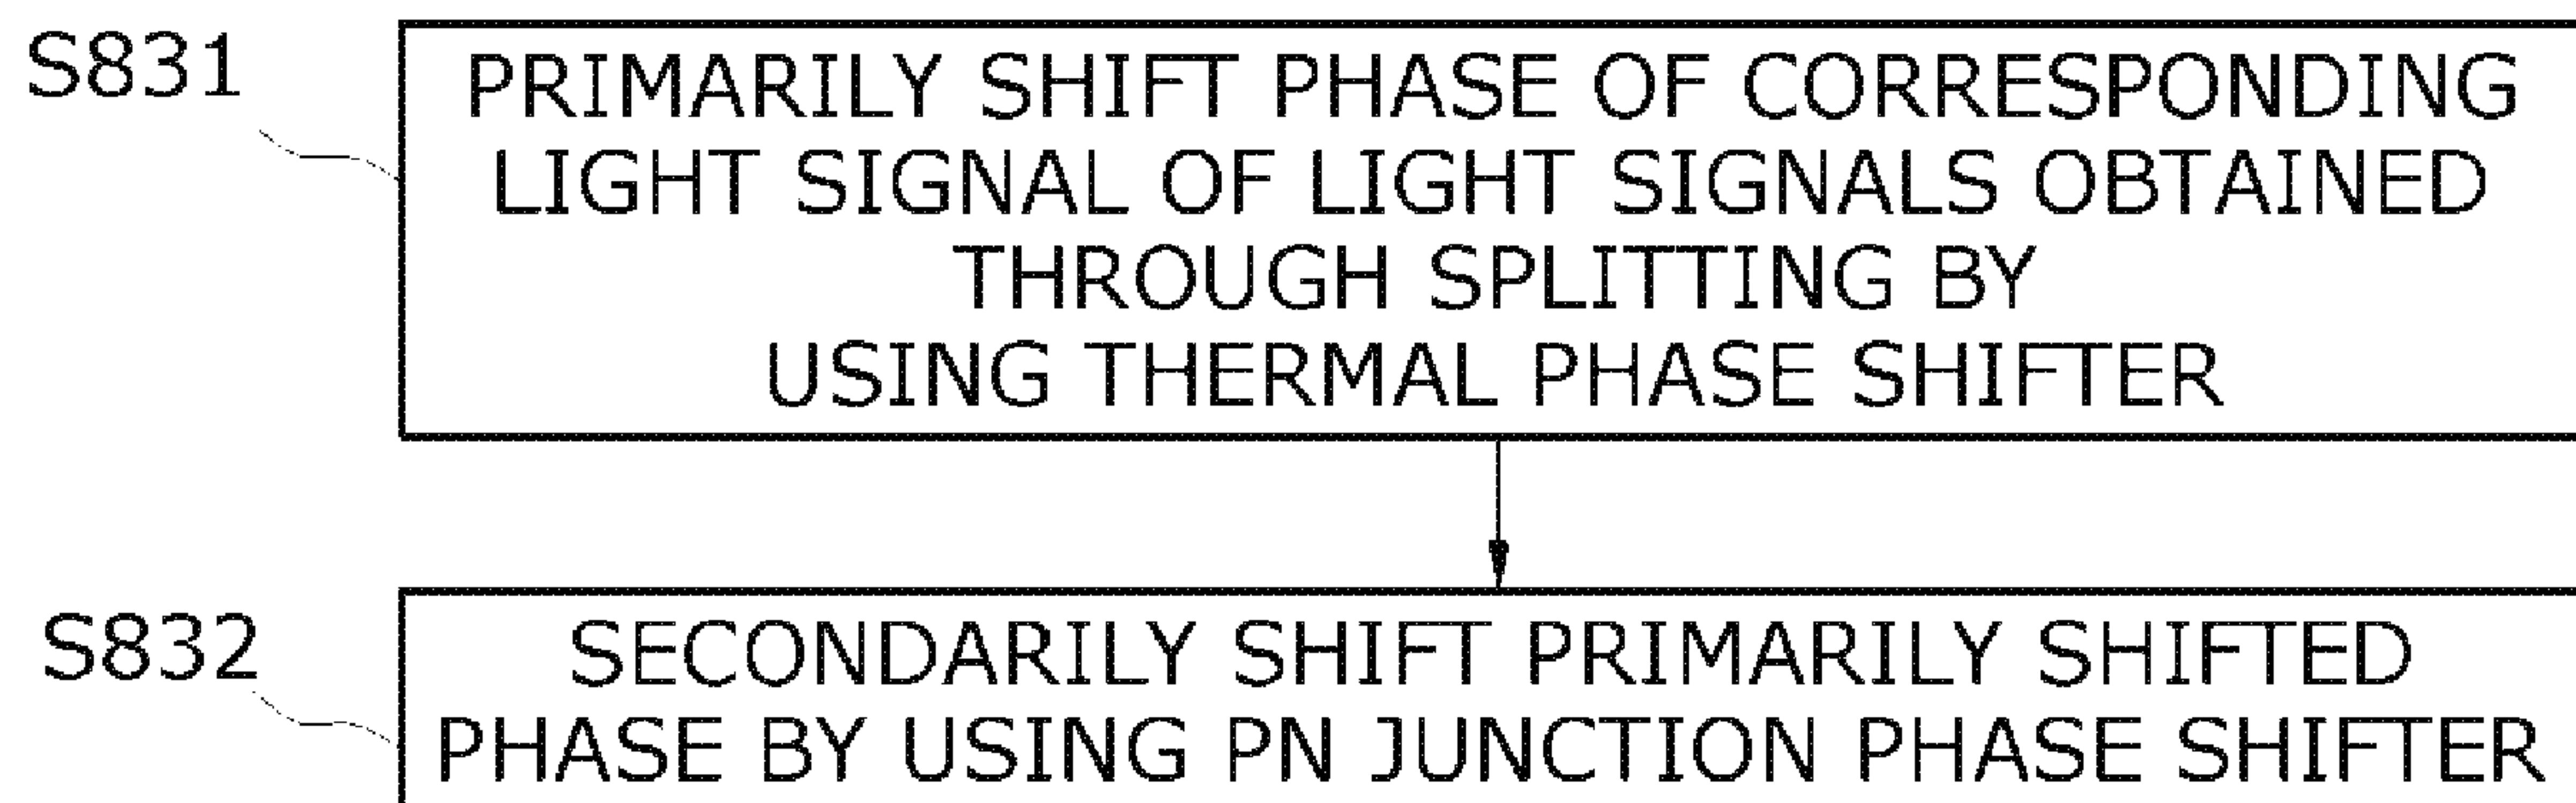 S831
PRIMARILY SHIFT PHASE OF CORRESPONDING
LIGHT SIGNAL OF LIGHT SIGNALS OBTAINED
THROUGH SPLITTING BY
USING THERMAL PHASE SHIFTER
S832
SECONDARILY SHIFT PRIMARILY SHIFTED
PHASE BY USING PN JUNCTION PHASE SHIFTER